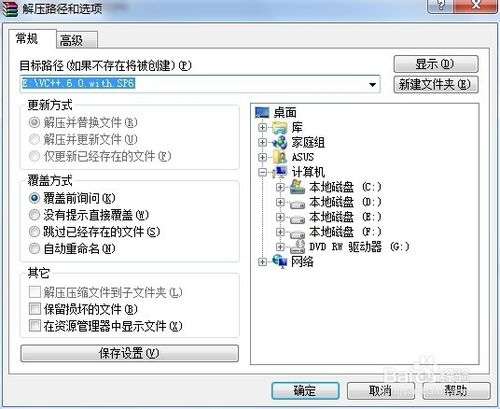 解压路径和选项
常规
高级
目标路径(如果不存在将被创建)(P)
显示(D)
E:\VC++.6.0.with.SP6
新建文件夹(E)
更新方式
解压并替换文件(R)
解压并更新文件(U)
仅更新已经存在的文件(F)
覆盖方式
覆盖前询问(K)
没有提示直接覆盖(W)
跳过已经存在的文件(S)
自动重命名(N)
其它
解压压缩文件到子文件夹(L)
保留损坏的文件(B)
在资源管理器中显示文件(X)
保存设置(V)
桌面
库
家庭组
ASUS
计算机
本地磁盘 (C:)
本地磁盘 (D:)
本地磁盘 (E:)
本地磁盘 (F:)
DVD RW 驱动器 (G:)
网络
Baidu 经验
确定
取消
帮助